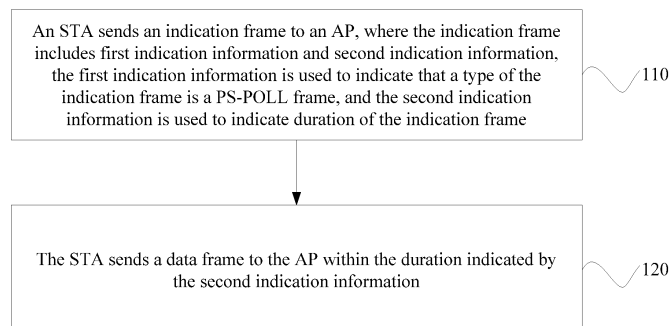 An STA sends an indication frame to an AP, where the indication frame
includes first indication information and second indication information,
the first indication information is used to indicate that a type of the
indication frame is a PS-POLL frame, and the second indication
information is used to indicate duration of the indication frame
110
The STA sends a data frame to the AP within the duration indicated by
the second indication information
120